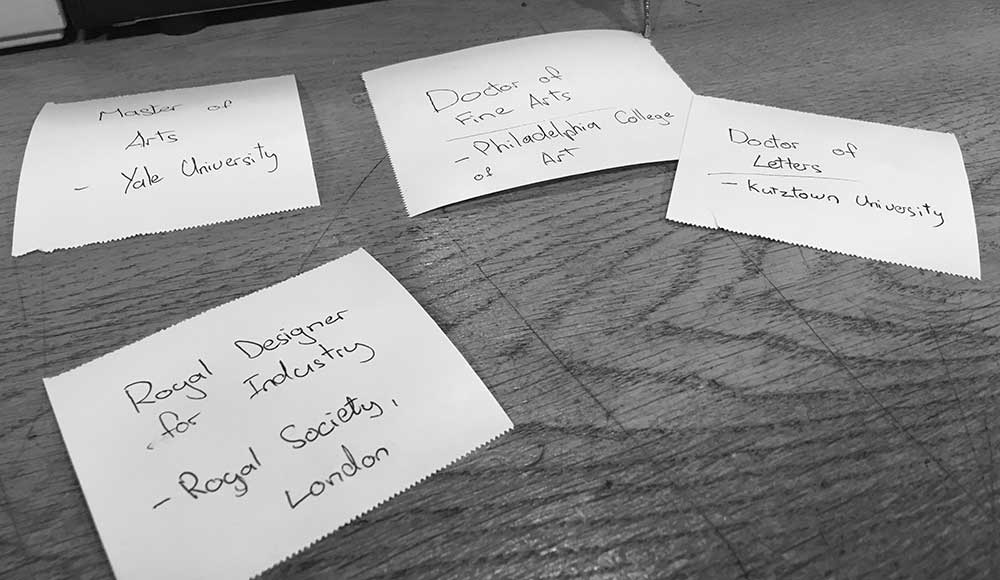 Master of
Arts
- Yale University
Doctor of
Fine Arts
- Philadelphia College
of Art
Doctor of
Letters
- Kutztown University
Royal Designer
for Industry
- Royal Society,
London